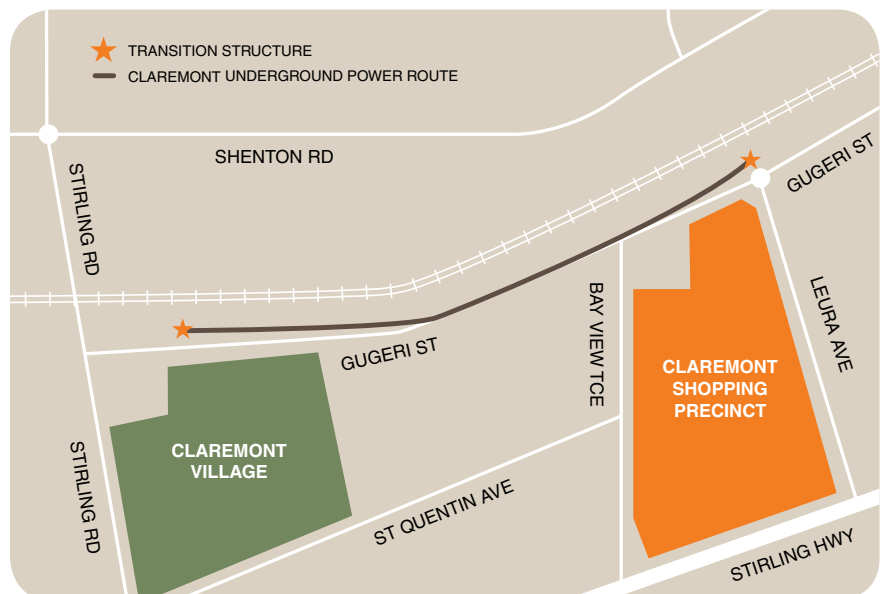 TRANSITION STRUCTURE
CLAREMONT UNDERGROUND POWER ROUTE
SHENTON RD
GUGERI ST
STIRLING RD
BAY VIEW TCE
LEURA AVE
GUGERI ST
CLAREMONT
SHOPPING
PRECINCT
CLAREMONT
VILLAGE
STIRLING RD
ST QUENTIN AVE
STIRLING HWY